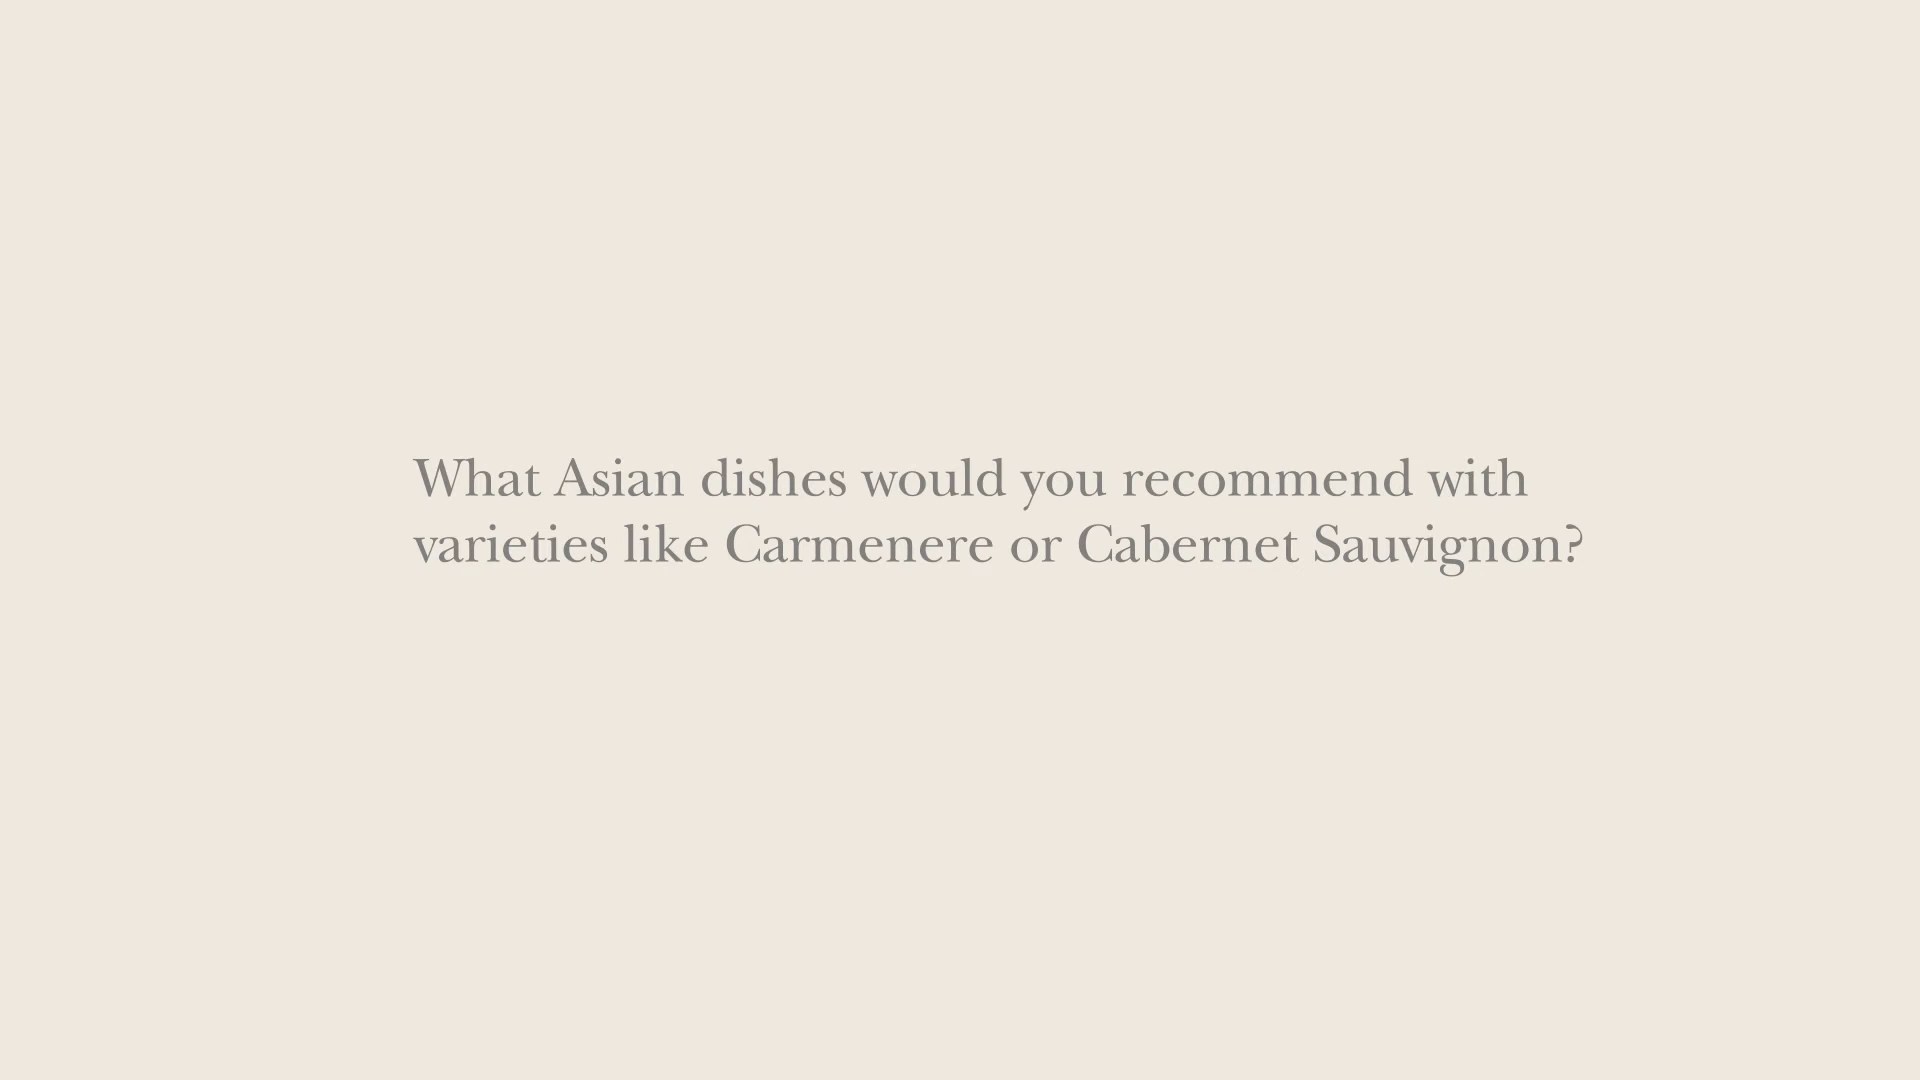 What Asian dishes would you recommend with
varieties like Carmenere or Cabernet Sauvignon?